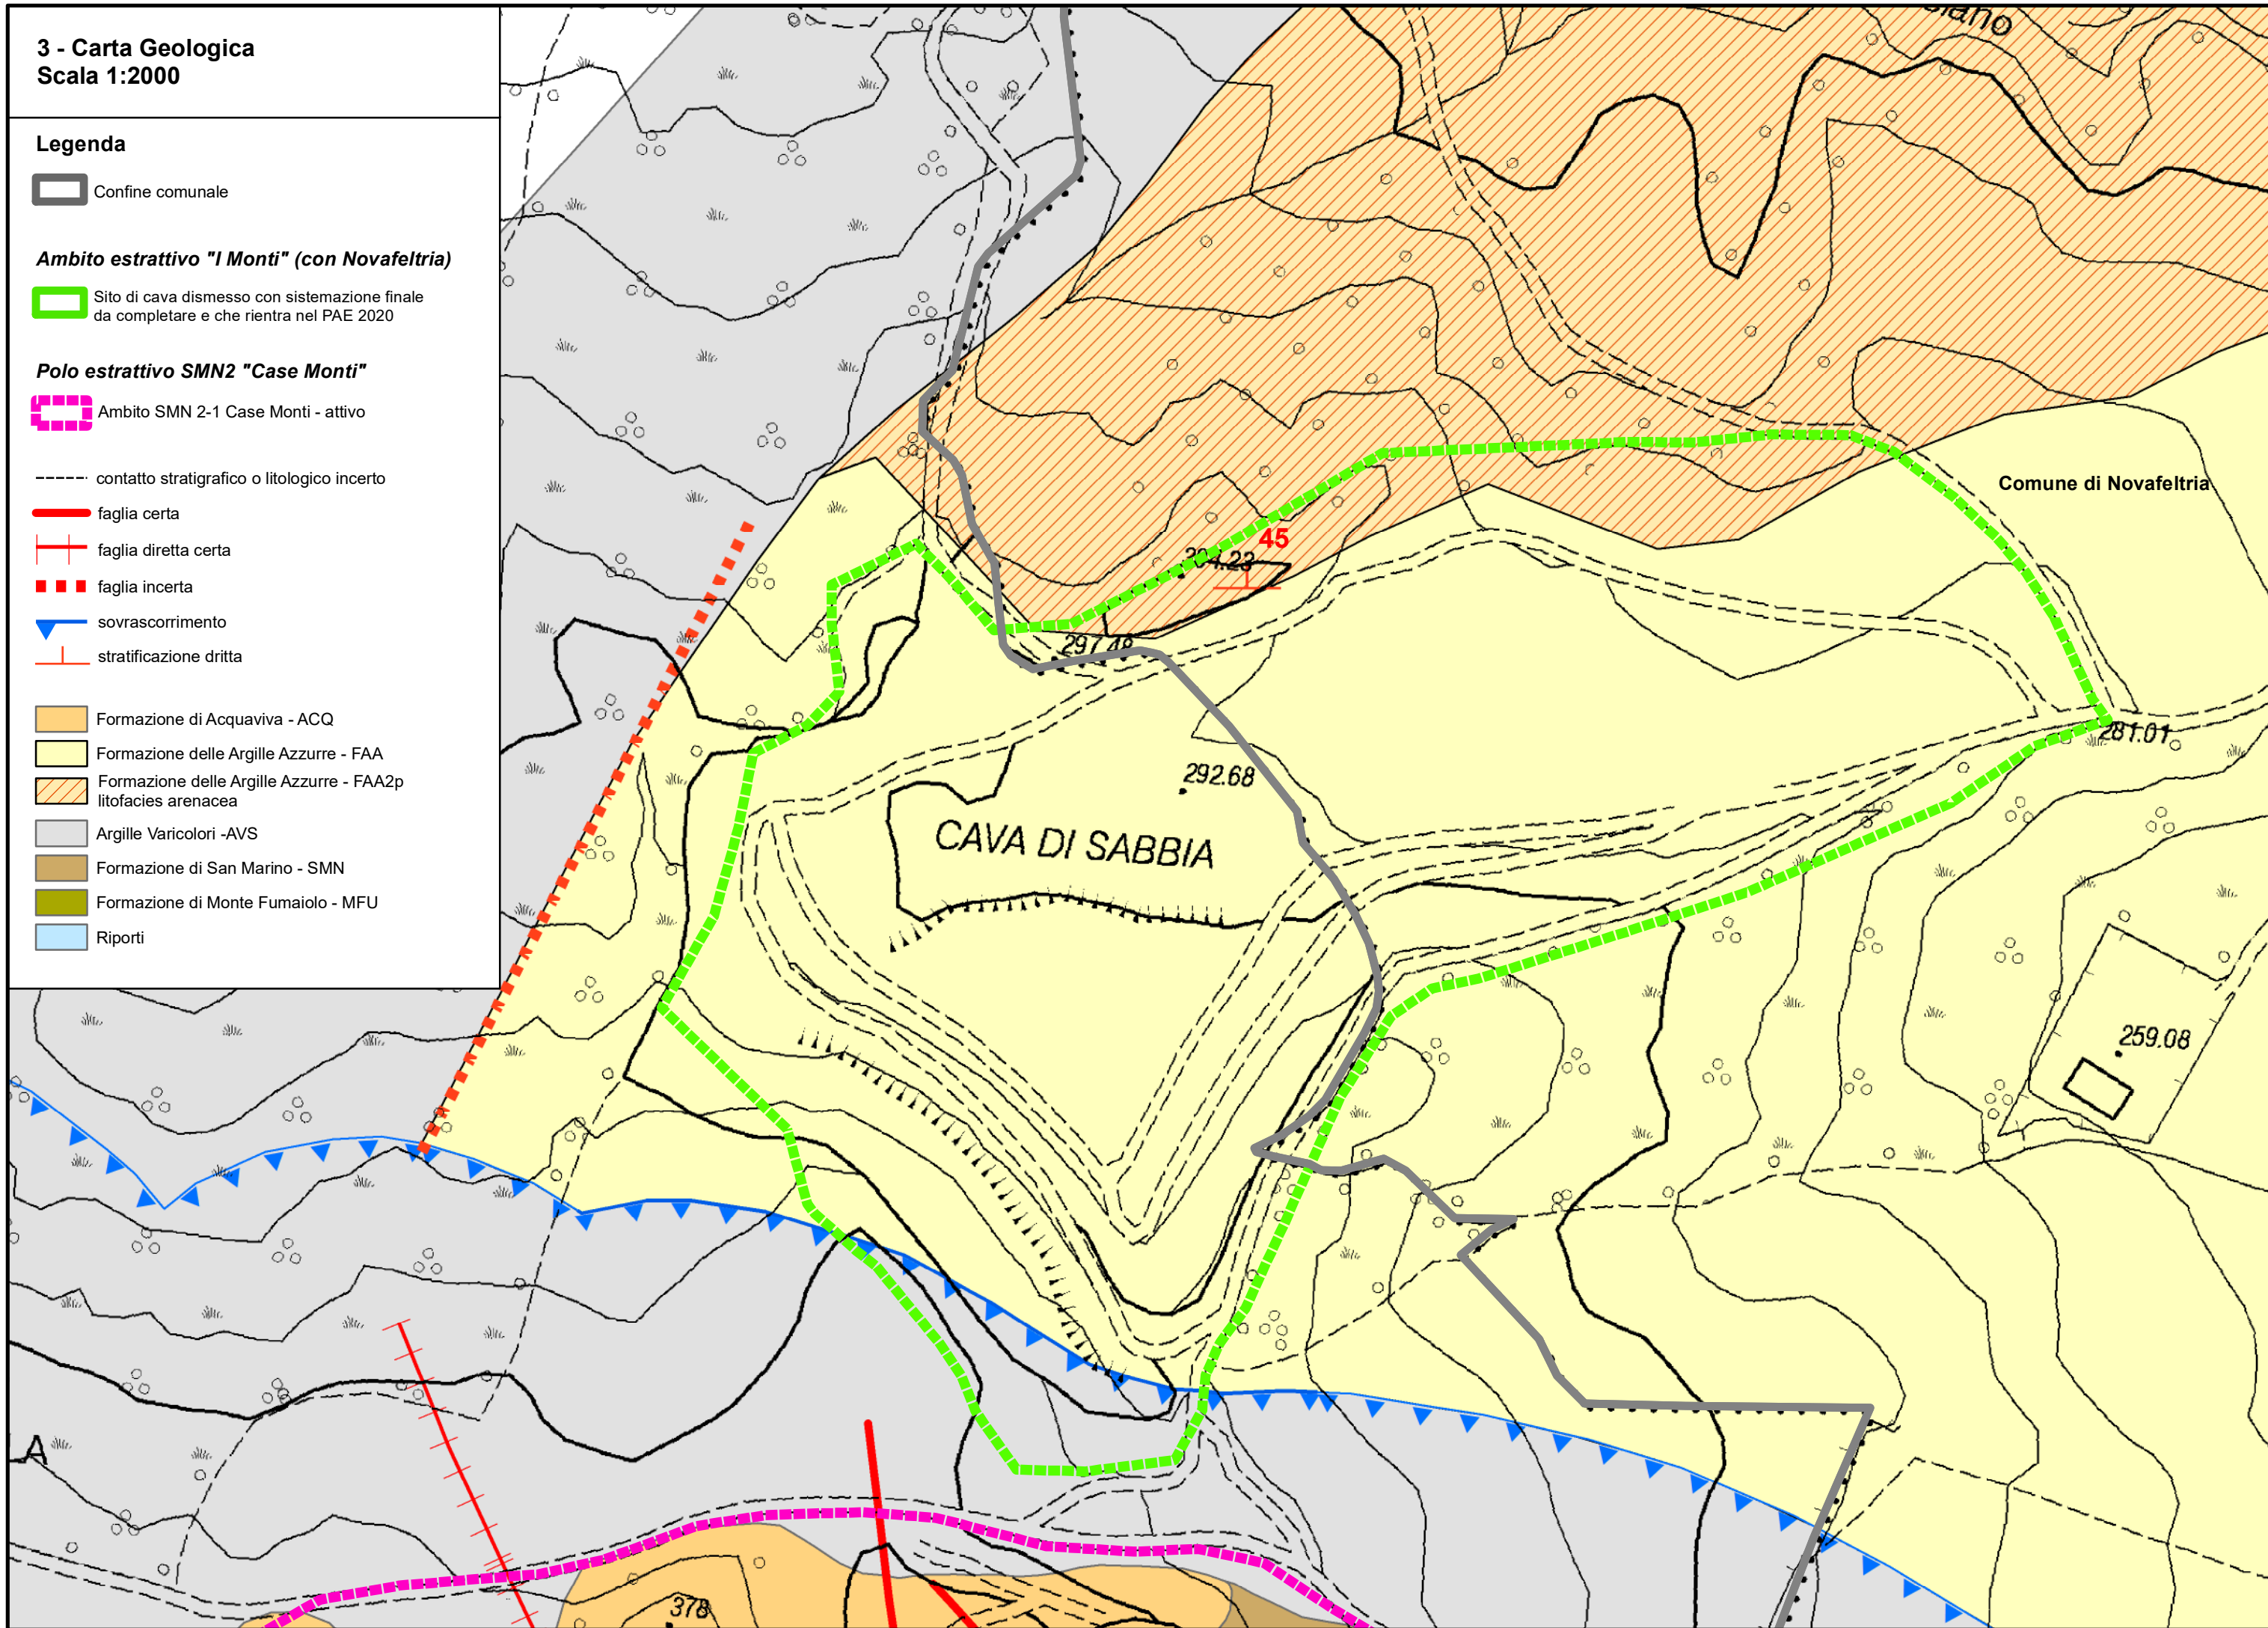 3 - Carta Geologica
Scala 1:2000
Legenda
Confine comunale
Ambito estrattivo "I Monti" (con Novafeltria)
Sito di cava dismesso con sistemazione finale
da completare e che rientra nel PAE 2020
Polo estrattivo SMN2 "Case Monti"
Ambito SMN 2-1 Case Monti - attivo
contatto stratigrafico o litologico incerto
faglia certa
faglia diretta certa
faglia incerta
sovrascorrimento
stratificazione dritta
Formazione di Acquaviva - ACQ
Formazione delle Argille Azzurre - FAA
Formazione delle Argille Azzurre - FAA2p
litofacies arenacea
Argille Varicolori -AVS
Formazione di San Marino - SMN
Formazione di Monte Fumaiolo - MFU
Riporti
Comune di Novafeltria
45
297.48
281.01
292.68
CAVA DI SABBIA
259.08
A
378